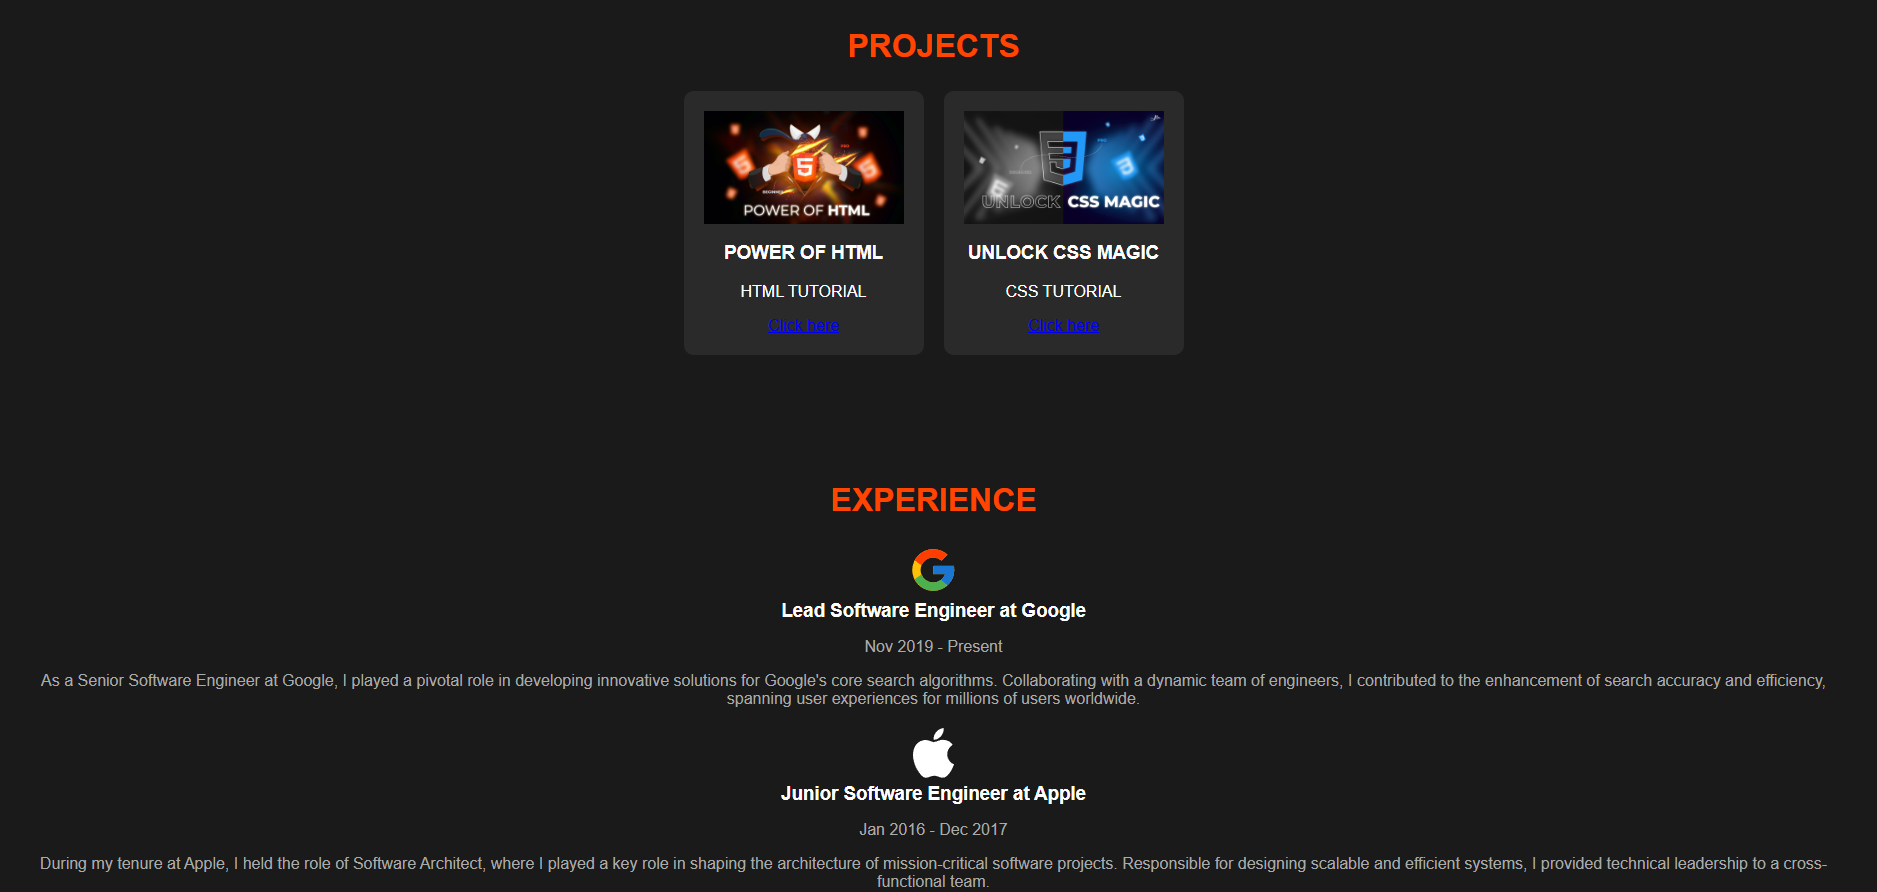 PROJECTS
BEGINNER
PRO
POWER OF HTML
PRO
UNLOCK CSS MAGIC
POWER OF HTML
UNLOCK CSS MAGIC
HTML TUTORIAL
CSS TUTORIAL
Click here
Click here
EXPERIENCE
Lead Software Engineer at Google
Nov 2019 - Present
As a Senior Software Engineer at Google, I played a pivotal role in developing innovative solutions for Google's core search algorithms. Collaborating with a dynamic team of engineers, I contributed to the enhancement of search accuracy and efficiency,
spanning user experiences for millions of users worldwide.
Junior Software Engineer at Apple
Jan 2016 - Dec 2017
During my tenure at Apple, I held the role of Software Architect, where I played a key role in shaping the architecture of mission-critical software projects. Responsible for designing scalable and efficient systems, I provided technical leadership to a cross-
functional team.